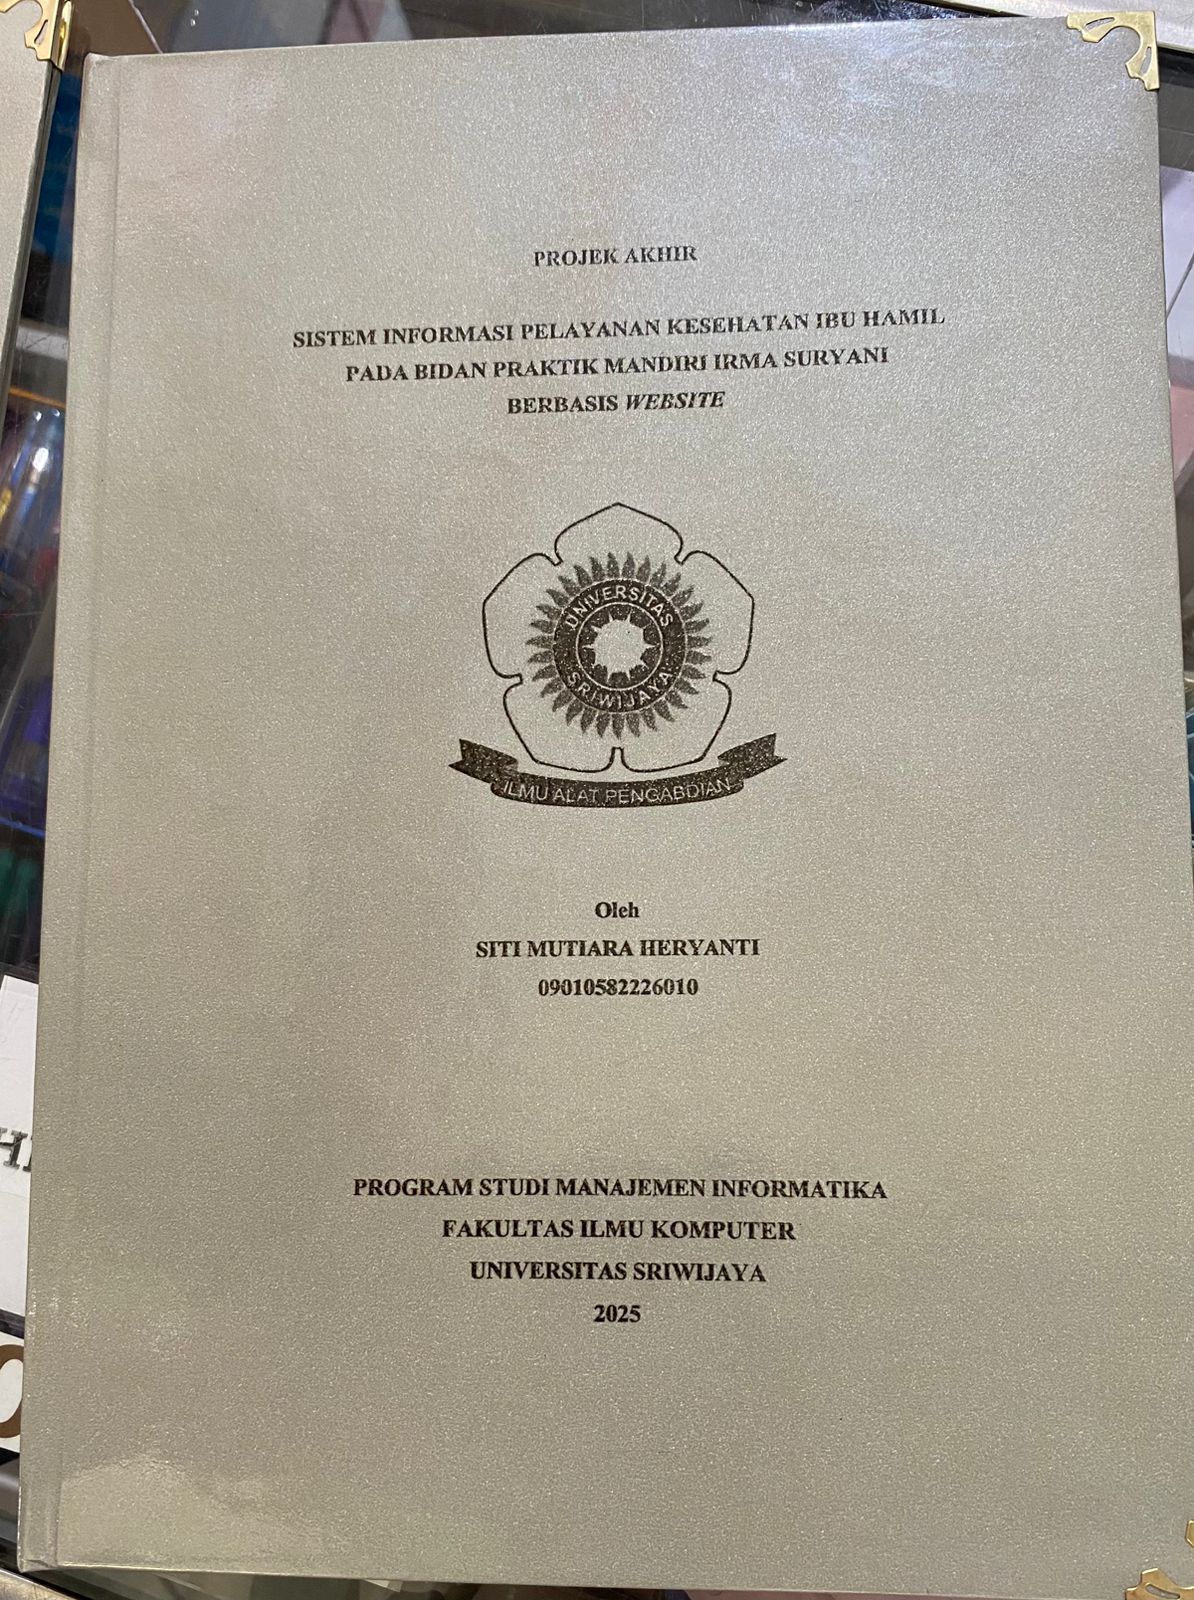 PROJEK AKHIR
SISTEM INFORMASI PELAYANAN KESEHATAN IBU HAMIL
PADA BIDAN PRAKTIK MANDIRI IRMA SURYANI
BERBASIS WEBSITE
UNIVERSITAS
SRIWIJAYA
ILMU ALAT PENGABDIAN
Oleh
SITI MUTIARA HERYANTI
09010582226010
PROGRAM STUDI MANAJEMEN INFORMATIKA
FAKULTAS ILMU KOMPUTER
UNIVERSITAS SRIWIJAYA
2025